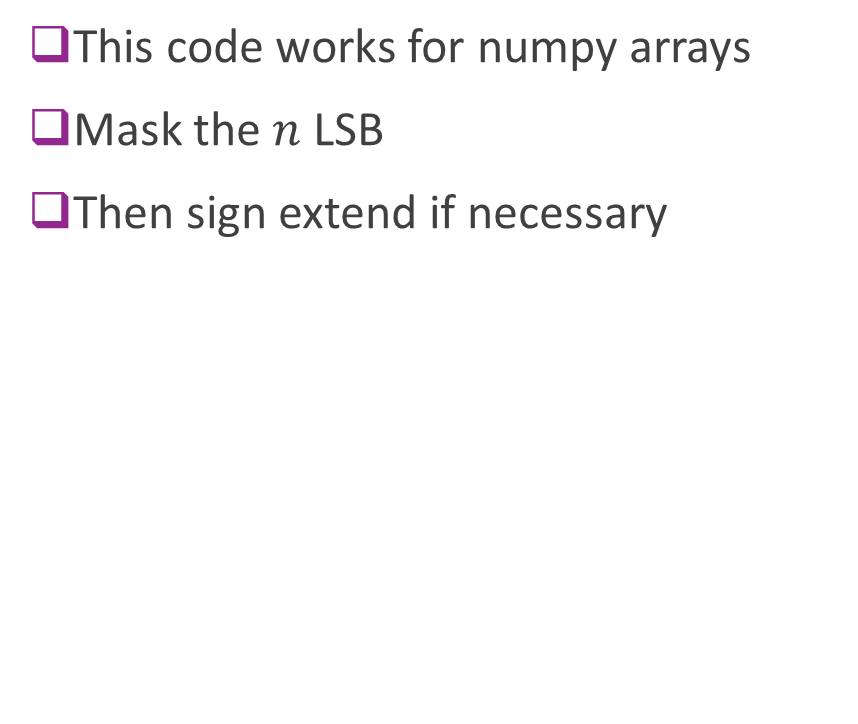 ❑This code works for numpy arrays
❑Mask the 𝑛 LSB
❑Then sign extend if necessary